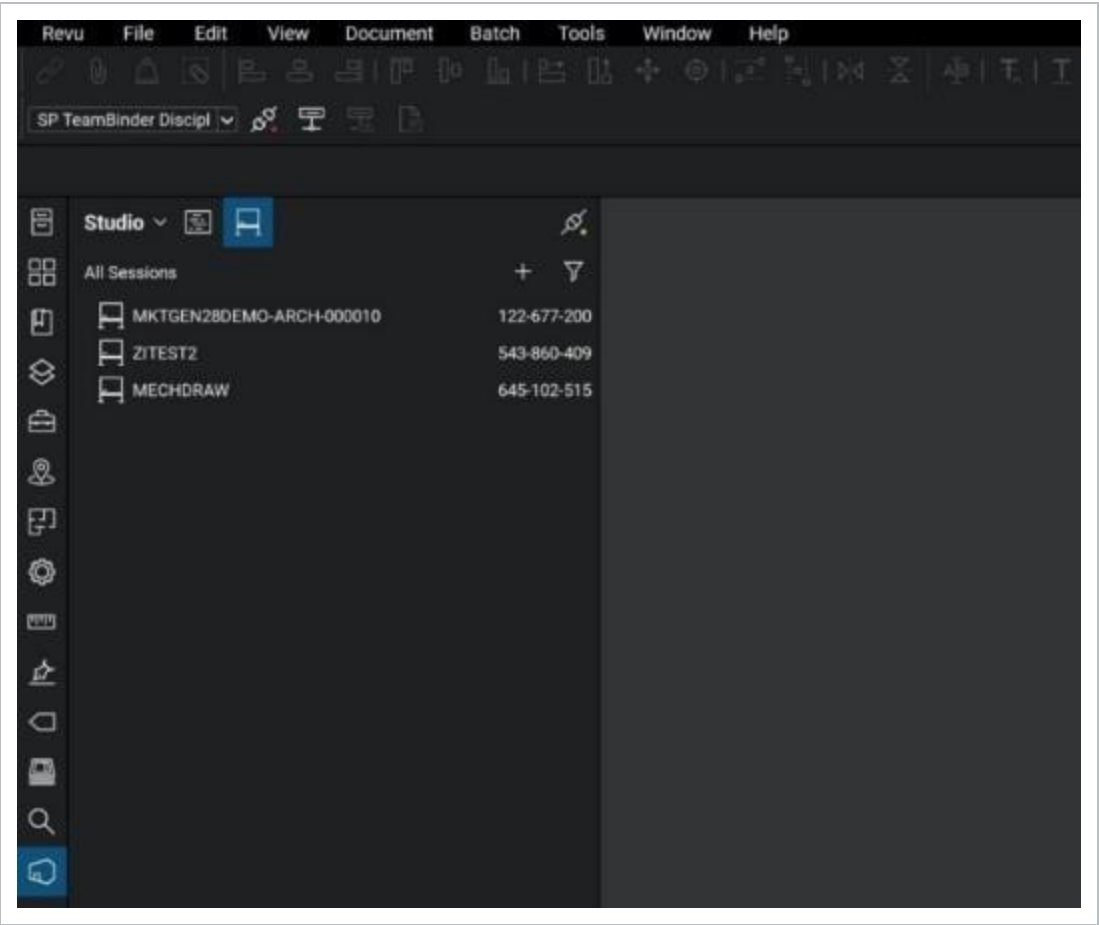 Revu File Edit View Document Batch Tools Window Help
SP TeamBinder Discipl
Studio
All Sessions
MKTGEN28DEMO-ARCH-000010 122-677-200
ZITEST2 543-860-409
MECHDRAW 645-102-515